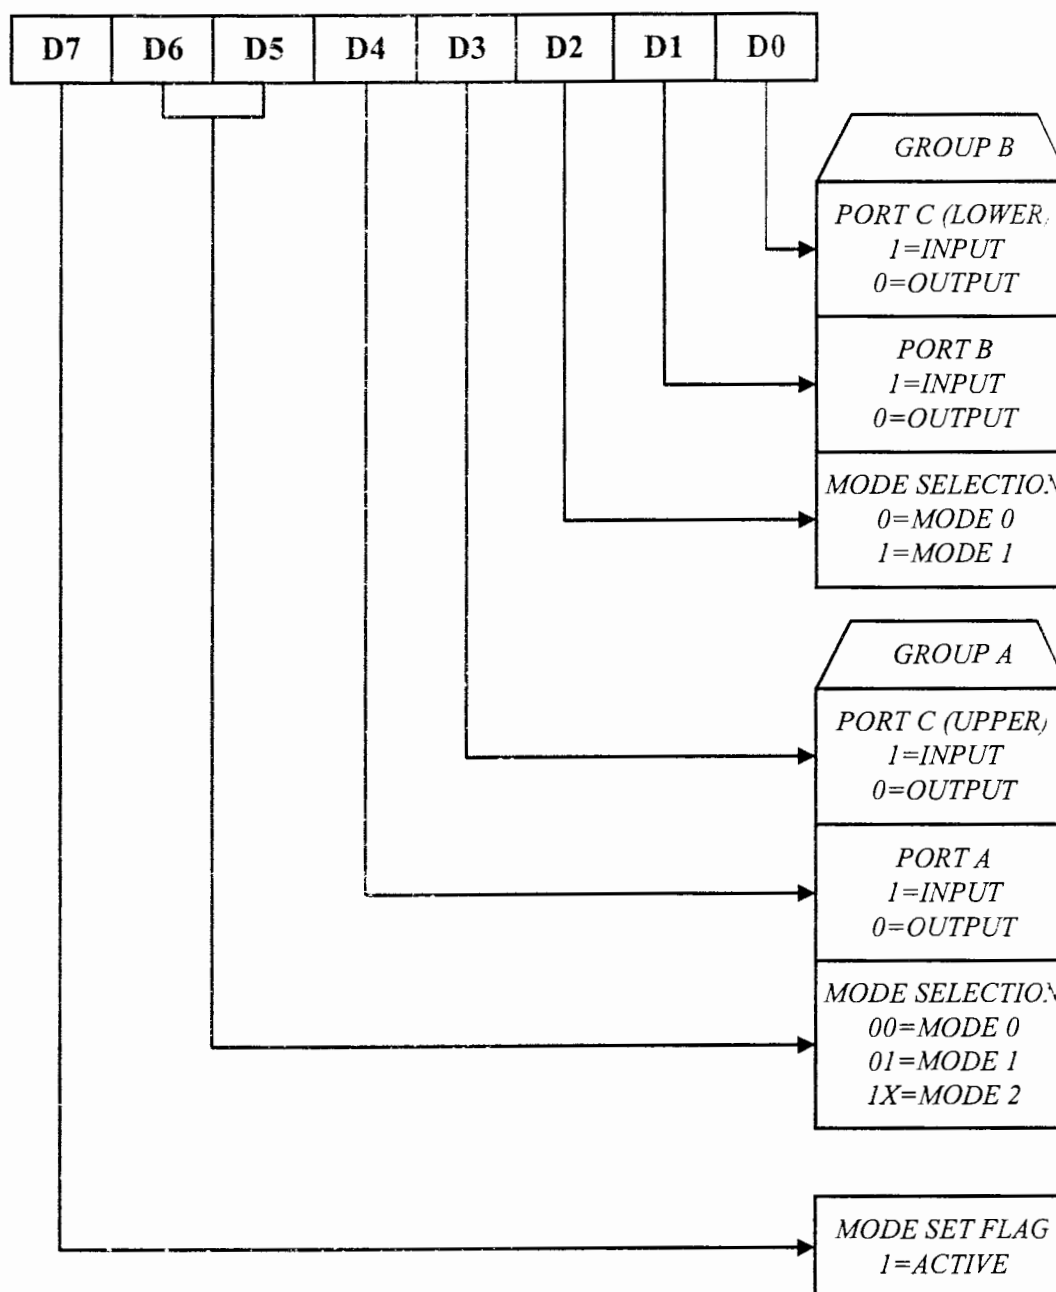 D7 D6 D5 D4 D3 D2 D1 D0
GROUP B
PORT C (LOWER)
1=INPUT
0=OUTPUT
PORT B
1=INPUT
0=OUTPUT
MODE SELECTION
0=MODE 0
1=MODE 1
GROUP A
PORT C (UPPER)
1=INPUT
0=OUTPUT
PORT A
1=INPUT
0=OUTPUT
MODE SELECTION
00=MODE 0
01=MODE 1
1X=MODE 2
MODE SET FLAG
1=ACTIVE